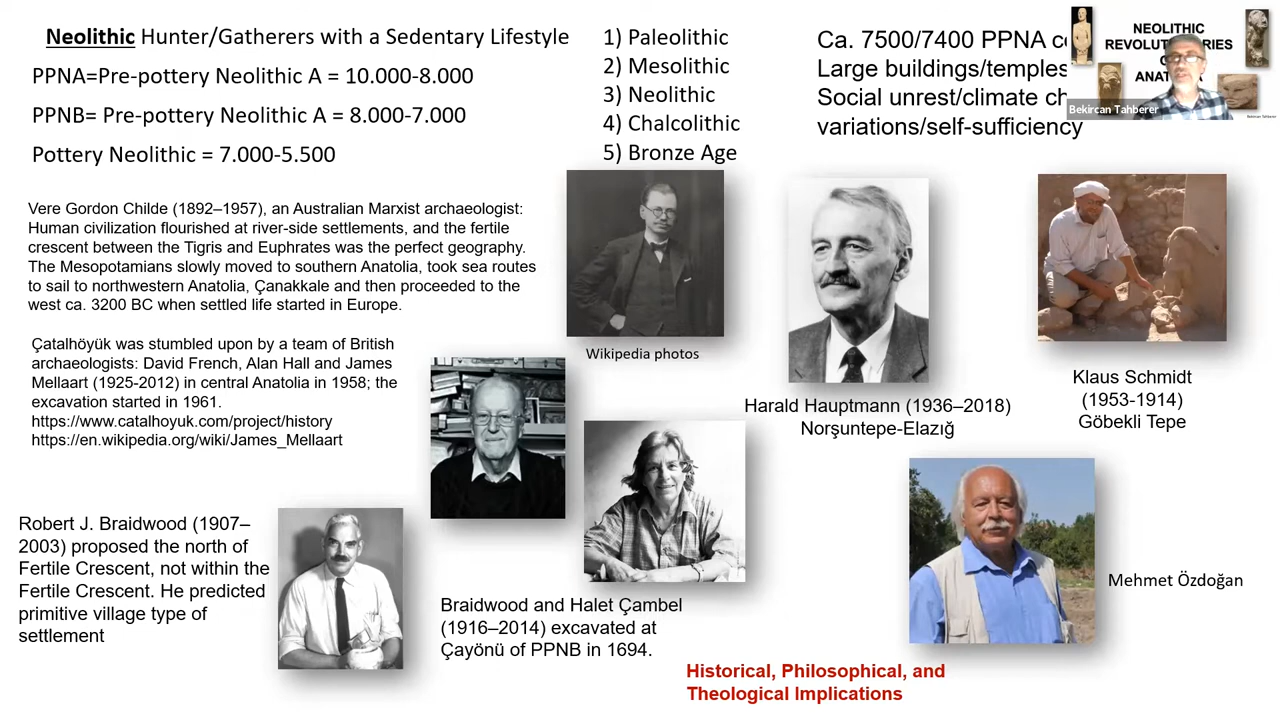 Neolithic Hunter/Gatherers with a Sedentary Lifestyle
PPNA=Pre-pottery Neolithic A = 10.000-8.000
PPNB= Pre-pottery Neolithic A = 8.000-7.000
Pottery Neolithic = 7.000-5.500
1) Paleolithic
2) Mesolithic
3) Neolithic
4) Chalcolithic
5) Bronze Age
Ca. 7500/7400 PPNA
Large buildings/temples
Social unrest/climate
variations/self-sufficiency
NEOLITHIC
Bekircan Tahberer
Vere Gordon Childe (1892–1957), an Australian Marxist archaeologist:
Human civilization flourished at river-side settlements, and the fertile
crescent between the Tigris and Euphrates was the perfect geography.
The Mesopotamians slowly moved to southern Anatolia, took sea routes
to sail to northwestern Anatolia, Çanakkale and then proceeded to the
west ca. 3200 BC when settled life started in Europe.
Çatalhöyük was stumbled upon by a team of British
archaeologists: David French, Alan Hall and James
Mellaart (1925-2012) in central Anatolia in 1958; the
excavation started in 1961.
https://www.catalhoyuk.com/project/history
https://en.wikipedia.org/wiki/James_Mellaart
Wikipedia photos
Harald Hauptmann (1936–2018)
Norşuntepe-Elazığ
Klaus Schmidt
(1953-1914)
Göbekli Tepe
Robert J. Braidwood (1907–
2003) proposed the north of
Fertile Crescent, not within the
Fertile Crescent. He predicted
primitive village type of
settlement
Braidwood and Halet Çambel
(1916–2014) excavated at
Çayönü of PPNB in 1694.
Mehmet Özdoğan
Historical, Philosophical, and
Theological Implications